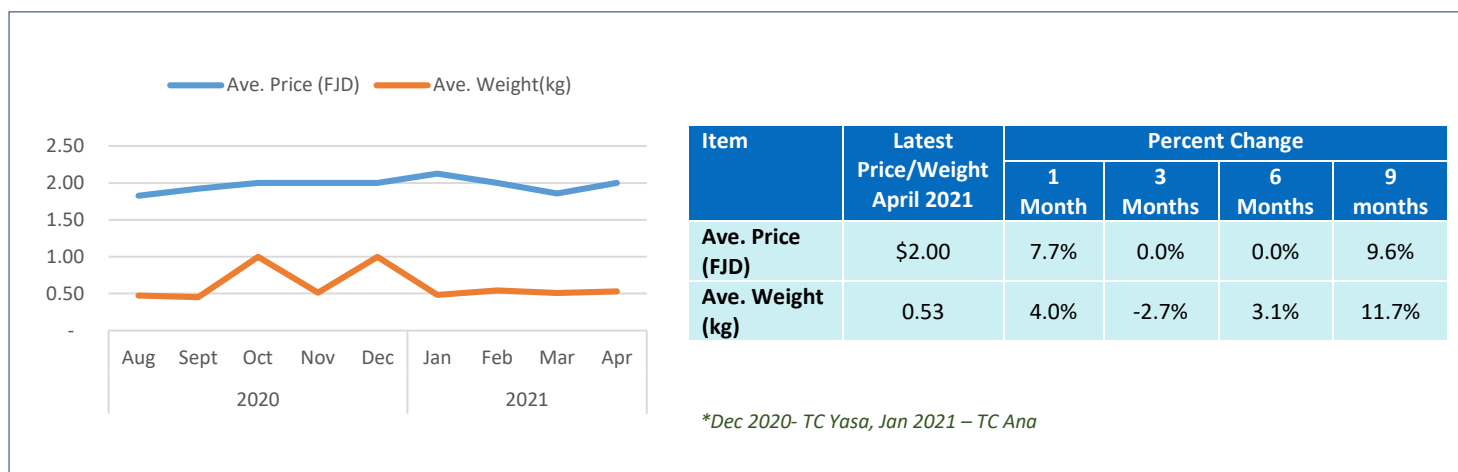 Ave. Price (FJD) Ave. Weight(kg)
2.50
2.00
1.50
1.00
0.50
-
Aug Sept Oct Nov Dec Jan Feb Mar Apr
2020 2021
Item Latest Percent Change
Price/Weight 1 3 6 9
April 2021 Month Months Months months
Ave. Price
(FJD) $2.00 7.7% 0.0% 0.0% 9.6%
Ave. Weight
(kg) 0.53 4.0% -2.7% 3.1% 11.7%
*Dec 2020- TC Yasa, Jan 2021 – TC Ana